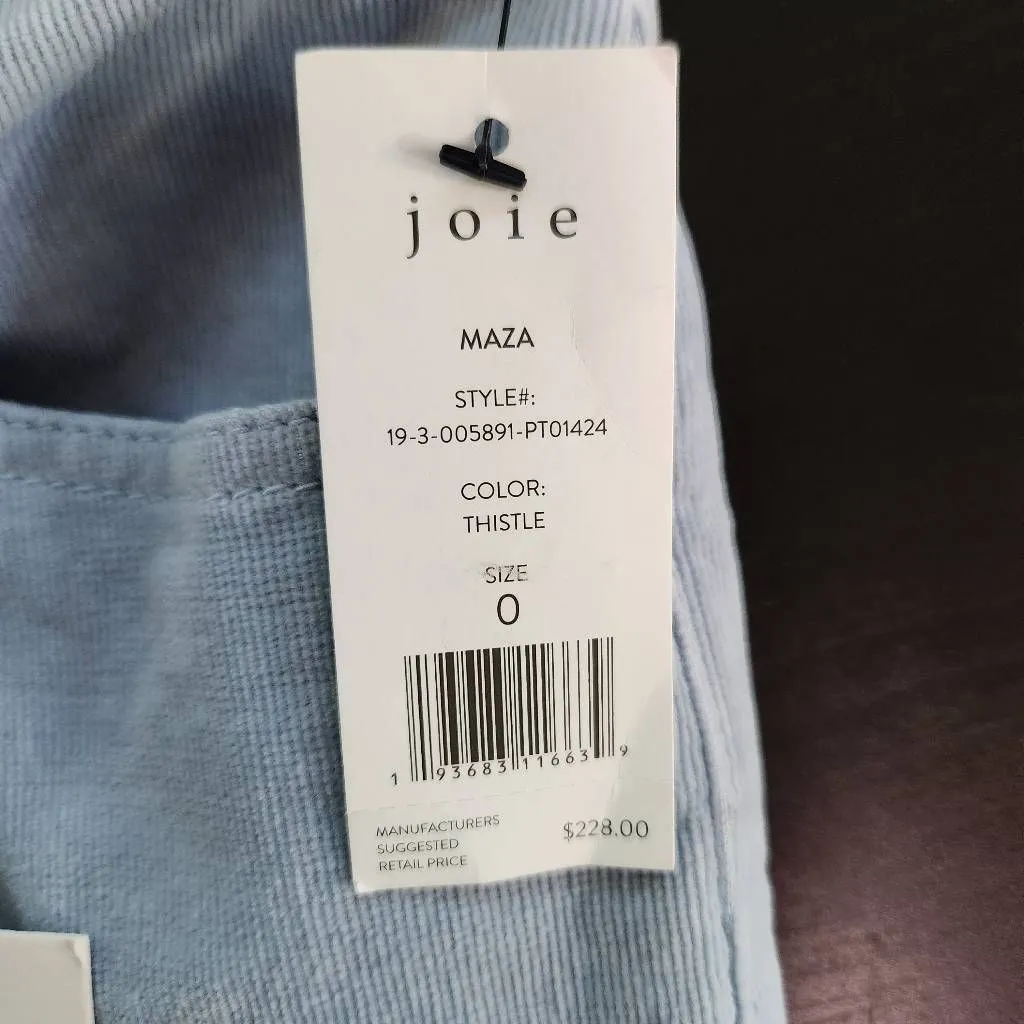 joie
MAZA
STYLE#:
19-3-005891-PT01424
COLOR:
THISTLE
SIZE
0
1 93683 11663 9
MANUFACTURERS
SUGGESTED
RETAIL PRICE
$228.00